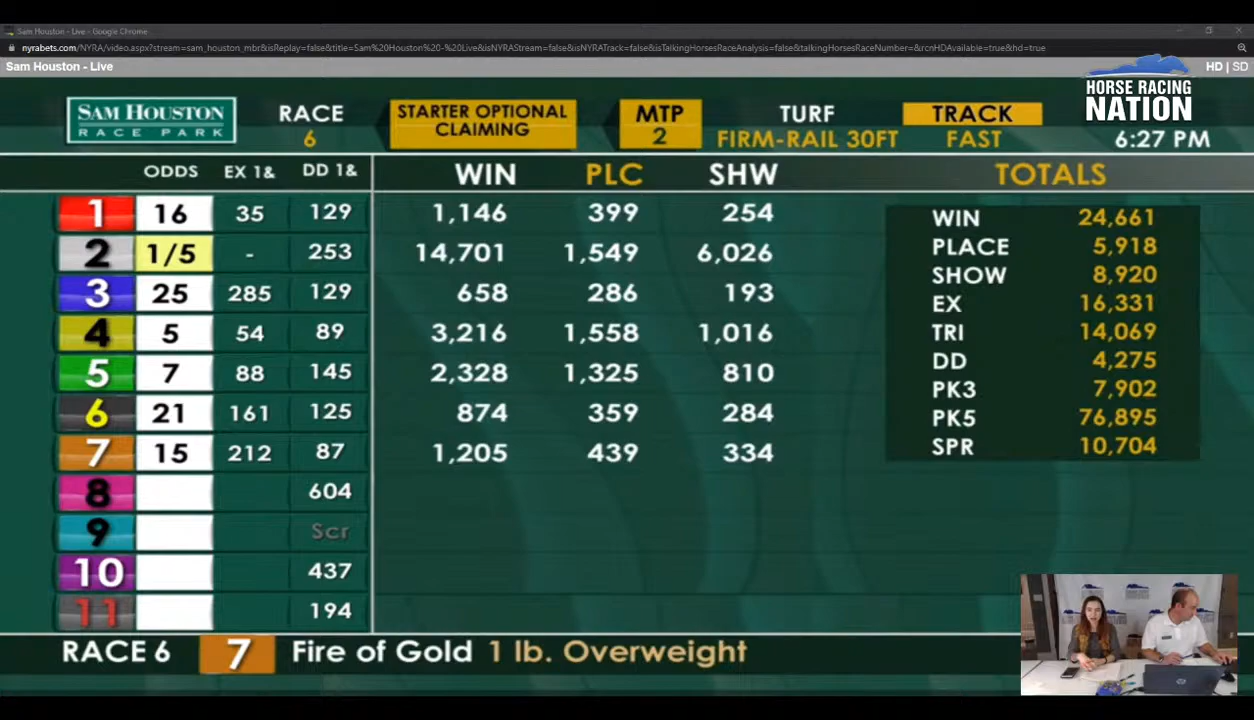 Sam Houston - Live - Google Chrome
nyrabets.com/NYRA/video.aspx?stream=sam_houston_mbr&isReplay=false&title=Sam%20Houston%20-%20Live&isNYRAStream=false&isNYRATrack=false&isTalkingHorsesRaceAnalysis=false&talkingHorsesRaceNumber=&rcnHDAvailable=true&hd=true
Sam Houston - Live HD | SD
HORSE RACING
NATION
SAM HOUSTON
RACE PARK
RACE
6
STARTER OPTIONAL
CLAIMING
MTP
2
TURF
FIRM-RAIL 30FT
TRACK
FAST
6:27 PM
ODDS EX 1& DD 1& WIN PLC SHW
1 16 35 129 1,146 399 254
2 1/5 - 253 14,701 1,549 6,026
3 25 285 129 658 286 193
4 5 54 89 3,216 1,558 1,016
5 7 88 145 2,328 1,325 810
6 21 161 125 874 359 284
7 15 212 87 1,205 439 334
8 604
9 Scr
10 437
11 194
TOTALS
WIN 24,661
PLACE 5,918
SHOW 8,920
EX 16,331
TRI 14,069
DD 4,275
PK3 7,902
PK5 76,895
SPR 10,704
RACE 6 7 Fire of Gold 1 lb. Overweight